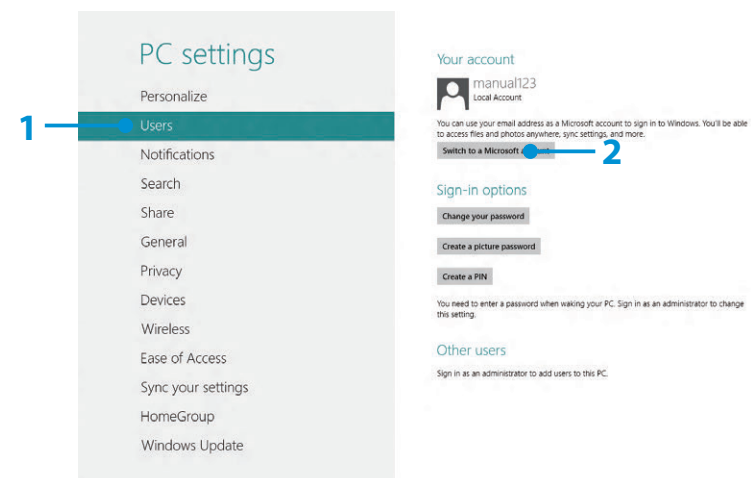 PC settings
Personalize
1
Users
Notifications
Search
Share
General
Privacy
Devices
Wireless
Ease of Access
Sync your settings
HomeGroup
Windows Update
Your account
manual123
Local Account
You can use your email address as a Microsoft account to sign in to Windows. You'll be able
to access files and photos anywhere, sync settings, and more.
Switch to a Microsoft
2
Sign-in options
Change your password
Create a picture password
Create a PIN
You need to enter a password when waking your PC. Sign in as an administrator to change
this setting.
Other users
Sign in as an administrator to add users to this PC.